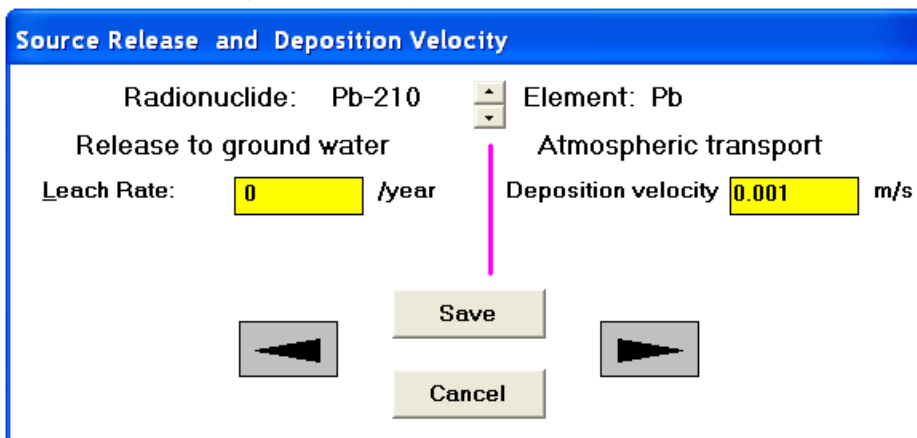 Source Release and Deposition Velocity
Radionuclide: Pb-210 Element: Pb
Release to ground water Atmospheric transport
Leach Rate: 0 /year Deposition velocity 0.001 m/s
Save
Cancel